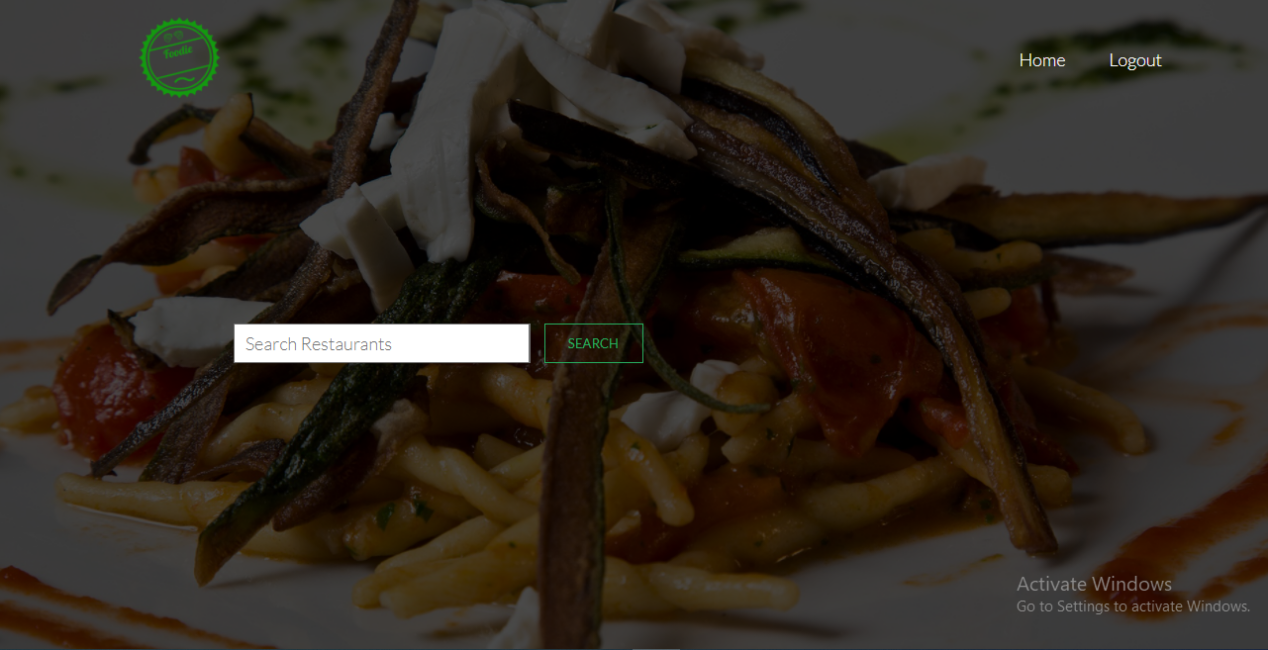 Foodie
Home
Logout
Search Restaurants
SEARCH
Activate Windows
Go to Settings to activate Windows.